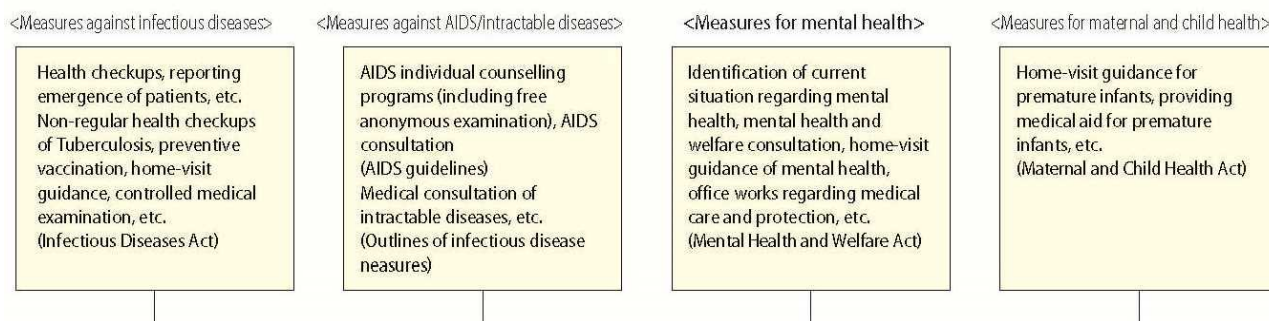 <Measures against infectious diseases>
Health checkups, reporting
emergence of patients, etc.
Non-regular health checkups
of Tuberculosis, preventive
vaccination, home-visit
guidance, controlled medical
examination, etc.
(Infectious Diseases Act)
<Measures against AIDS/intractable diseases>
AIDS individual counselling
programs (including free
anonymous examination), AIDS
consultation
(AIDS guidelines)
Medical consultation of
intractable diseases, etc.
(Outlines of infectious disease
neasures)
<Measures for mental health>
Identification of current
situation regarding mental
health, mental health and
welfare consultation, home-visit
guidance of mental health,
office works regarding medical
care and protection, etc.
(Mental Health and Welfare Act)
<Measures for maternal and child health>
Home-visit guidance for
premature infants, providing
medical aid for premature
infants, etc.
(Maternal and Child Health Act)